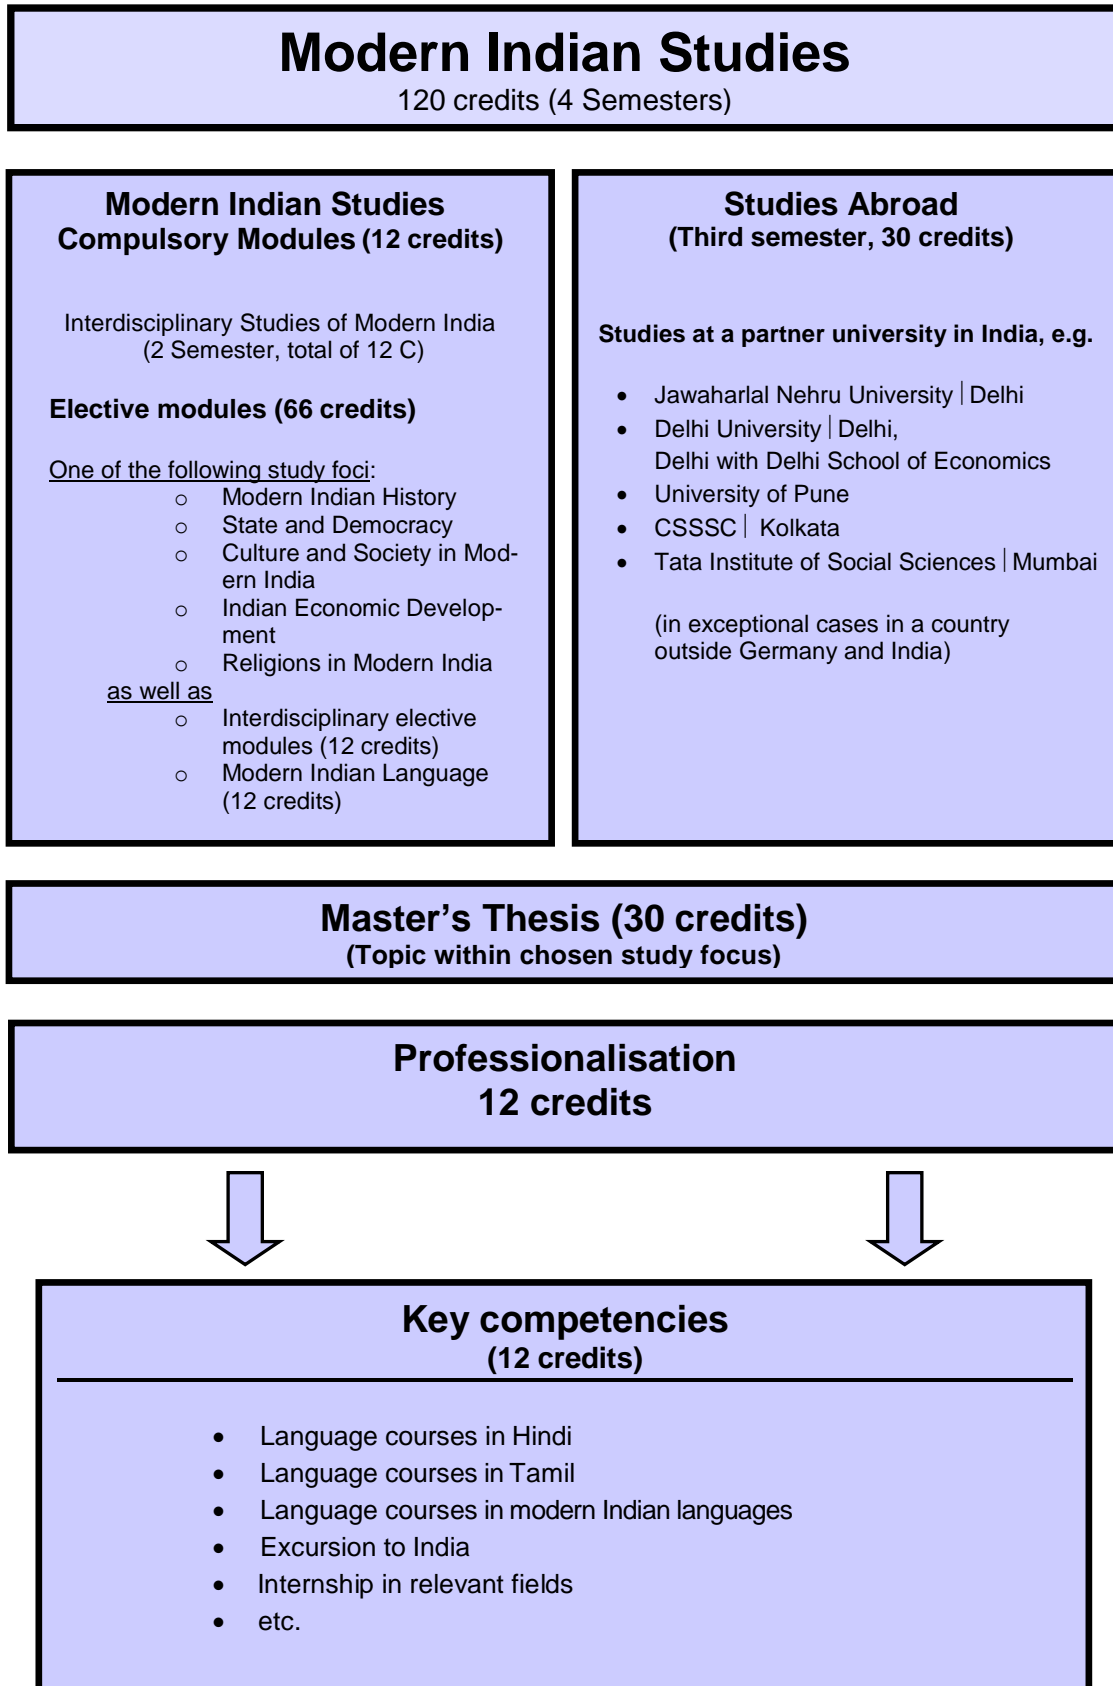 Modern Indian Studies
120 credits (4 Semesters)
Modern Indian Studies
Compulsory Modules (12 credits)
Interdisciplinary Studies of Modern India
(2 Semester, total of 12 C)
Elective modules (66 credits)
One of the following study foci:
o Modern Indian History
o State and Democracy
o Culture and Society in Mod-
ern India
o Indian Economic Develop-
ment
o Religions in Modern India
as well as
o Interdisciplinary elective
modules (12 credits)
o Modern Indian Language
(12 credits)
Studies Abroad
(Third semester, 30 credits)
Studies at a partner university in India, e.g.
• Jawaharlal Nehru University | Delhi
• Delhi University | Delhi,
Delhi with Delhi School of Economics
• University of Pune
• CSSSC | Kolkata
• Tata Institute of Social Sciences | Mumbai
(in exceptional cases in a country
outside Germany and India)
Master’s Thesis (30 credits)
(Topic within chosen study focus)
Professionalisation
12 credits
Key competencies
(12 credits)
• Language courses in Hindi
• Language courses in Tamil
• Language courses in modern Indian languages
• Excursion to India
• Internship in relevant fields
• etc.